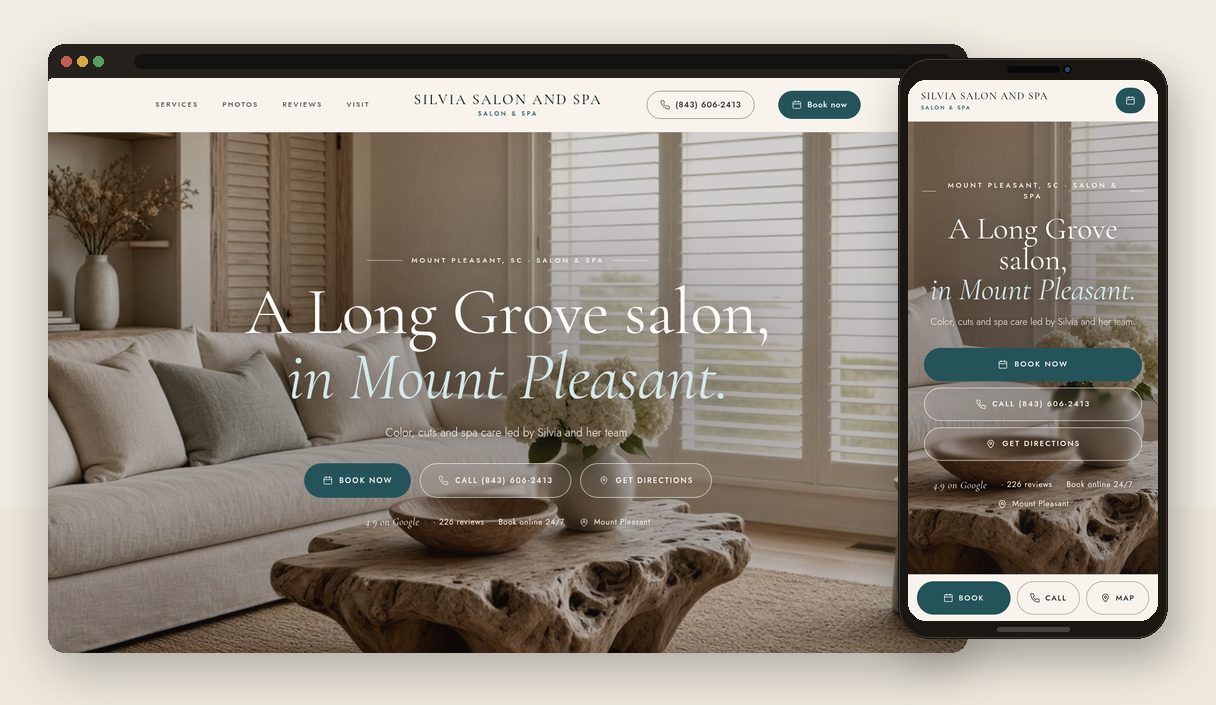 SERVICES PHOTOS REVIEWS VISIT
SILVIA SALON AND SPA
SALON & SPA
(843) 606-2413
Book now
MOUNT PLEASANT, SC · SALON & SPA
A Long Grove salon,
in Mount Pleasant.
Color, cuts and spa care led by Silvia and her team.
BOOK NOW
CALL (843) 606-2413
GET DIRECTIONS
4.9 on Google · 226 reviews Book online 24/7 Mount Pleasant
SILVIA SALON AND SPA
SALON & SPA
MOUNT PLEASANT, SC · SALON &
SPA
A Long Grove
salon,
in Mount Pleasant.
Color, cuts and spa care led by Silvia and her team.
BOOK NOW
CALL (843) 606-2413
GET DIRECTIONS
4.9 on Google · 226 reviews Book online 24/7
Mount Pleasant
BOOK CALL MAP